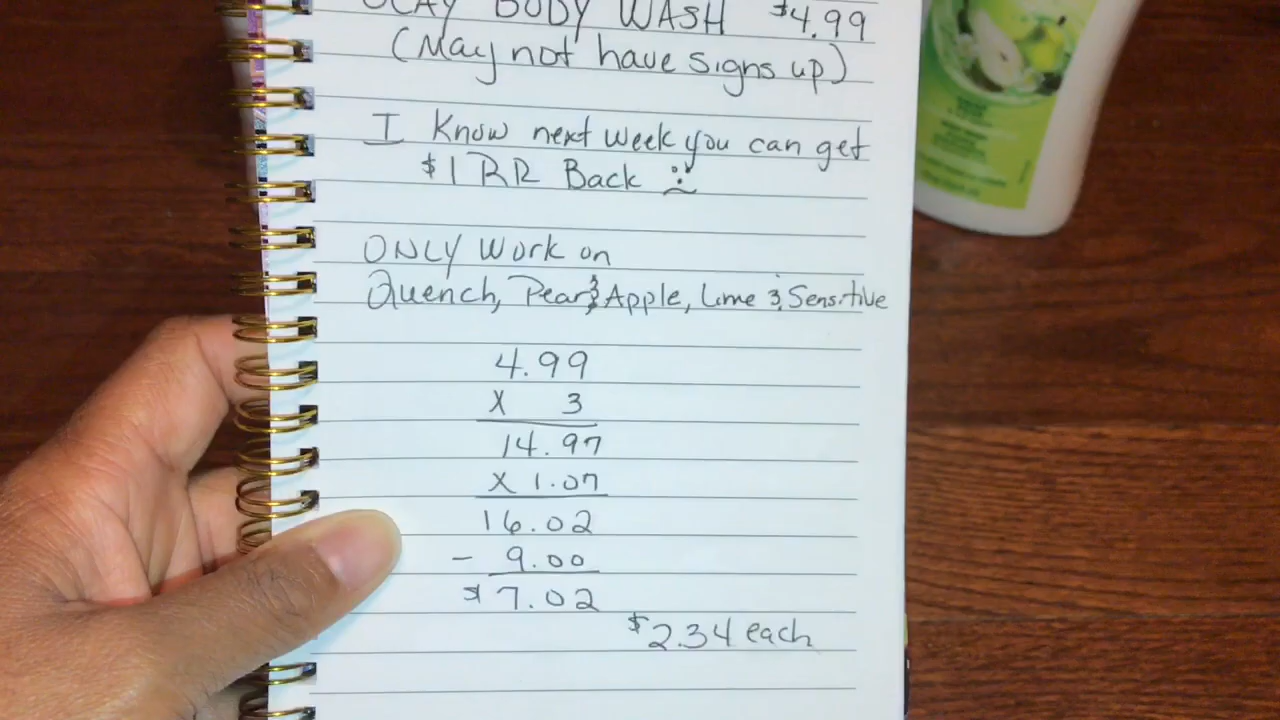 OLAY BODY WASH $4.99
(May not have signs up)
I Know next week you can get
$1 RR Back
ONLY Work on
Quench, Pear & Apple, Lime & Sensitive
4.99
X 3
14.97
X 1.07
16.02
- 9.00
$7.02
$2.34 each